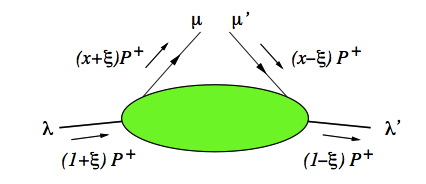 μ μ’
(x+ξ)P⁺ (x−ξ) P⁺
λ λ’
(1+ξ) P⁺ (1−ξ) P⁺